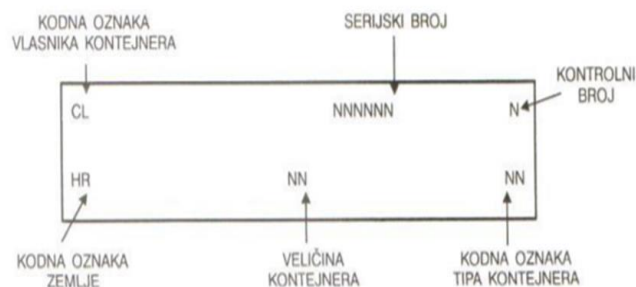 KODNA OZNAKA
VLASNIKA KONTEJNERA
SERIJSKI BROJ
KONTROLNI
BROJ
CL NNNNNN N
HR NN NN
KODNA OZNAKA
ZEMLJE
VELIČINA
KONTEJNERA
KODNA OZNAKA
TIPA KONTEJNERA